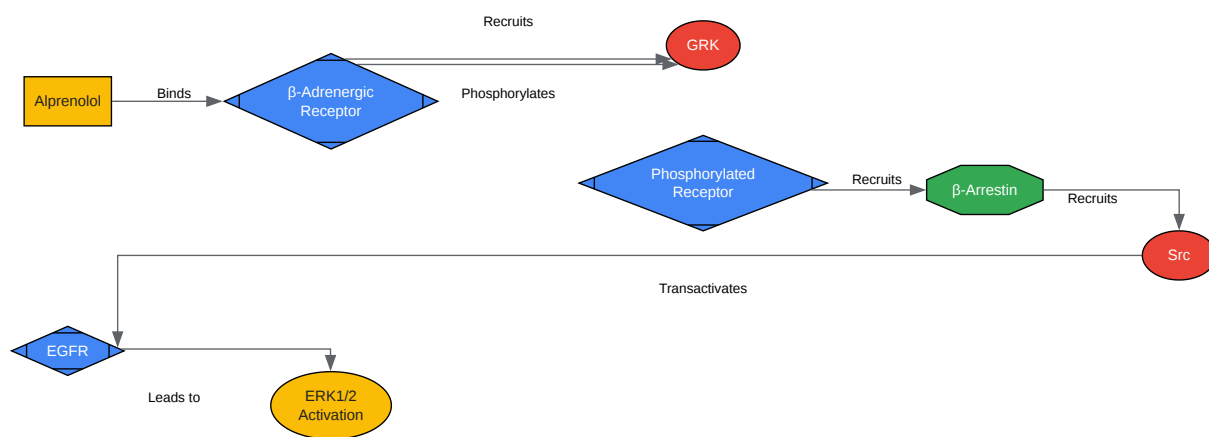 Recruits
GRK
Alprenolol
Binds
β-Adrenergic
Receptor
Phosphorylates
Phosphorylated
Receptor
Recruits
β-Arrestin
Recruits
Src
Transactivates
EGFR
Leads to
ERK1/2
Activation